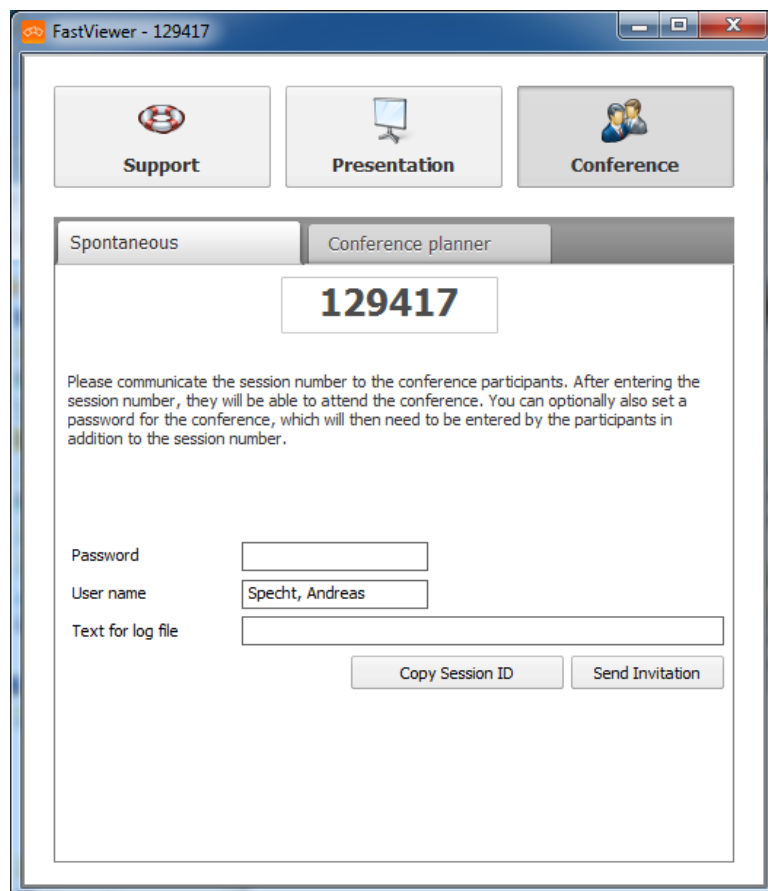 FastViewer - 129417
Support
Presentation
Conference
Spontaneous
Conference planner
129417
Please communicate the session number to the conference participants. After entering the
session number, they will be able to attend the conference. You can optionally also set a
password for the conference, which will then need to be entered by the participants in
addition to the session number.
Password
User name
Specht, Andreas
Text for log file
Copy Session ID
Send Invitation